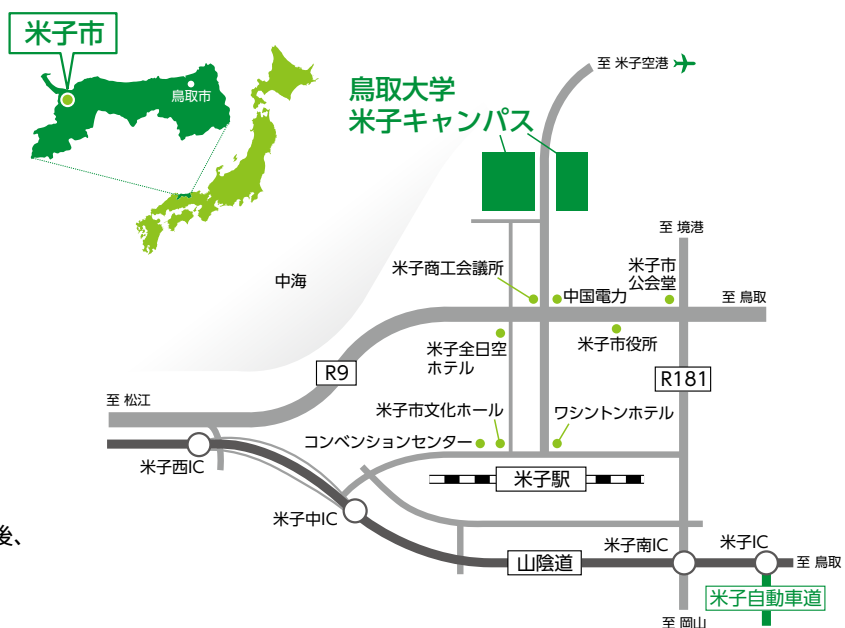 米子市
鳥取市
至 米子空港
鳥取大学
米子キャンパス
至 境港
中海
米子商工会議所
米子市
公会堂
中国電力
至 鳥取
米子市役所
米子全日空
ホテル
R9
R181
至 松江
米子市文化ホール
ワシントンホテル
コンベンションセンター
米子西IC
米子駅
米子中IC
後、
米子南IC
米子IC
山陰道
至 鳥取
米子自動車道
至 岡山